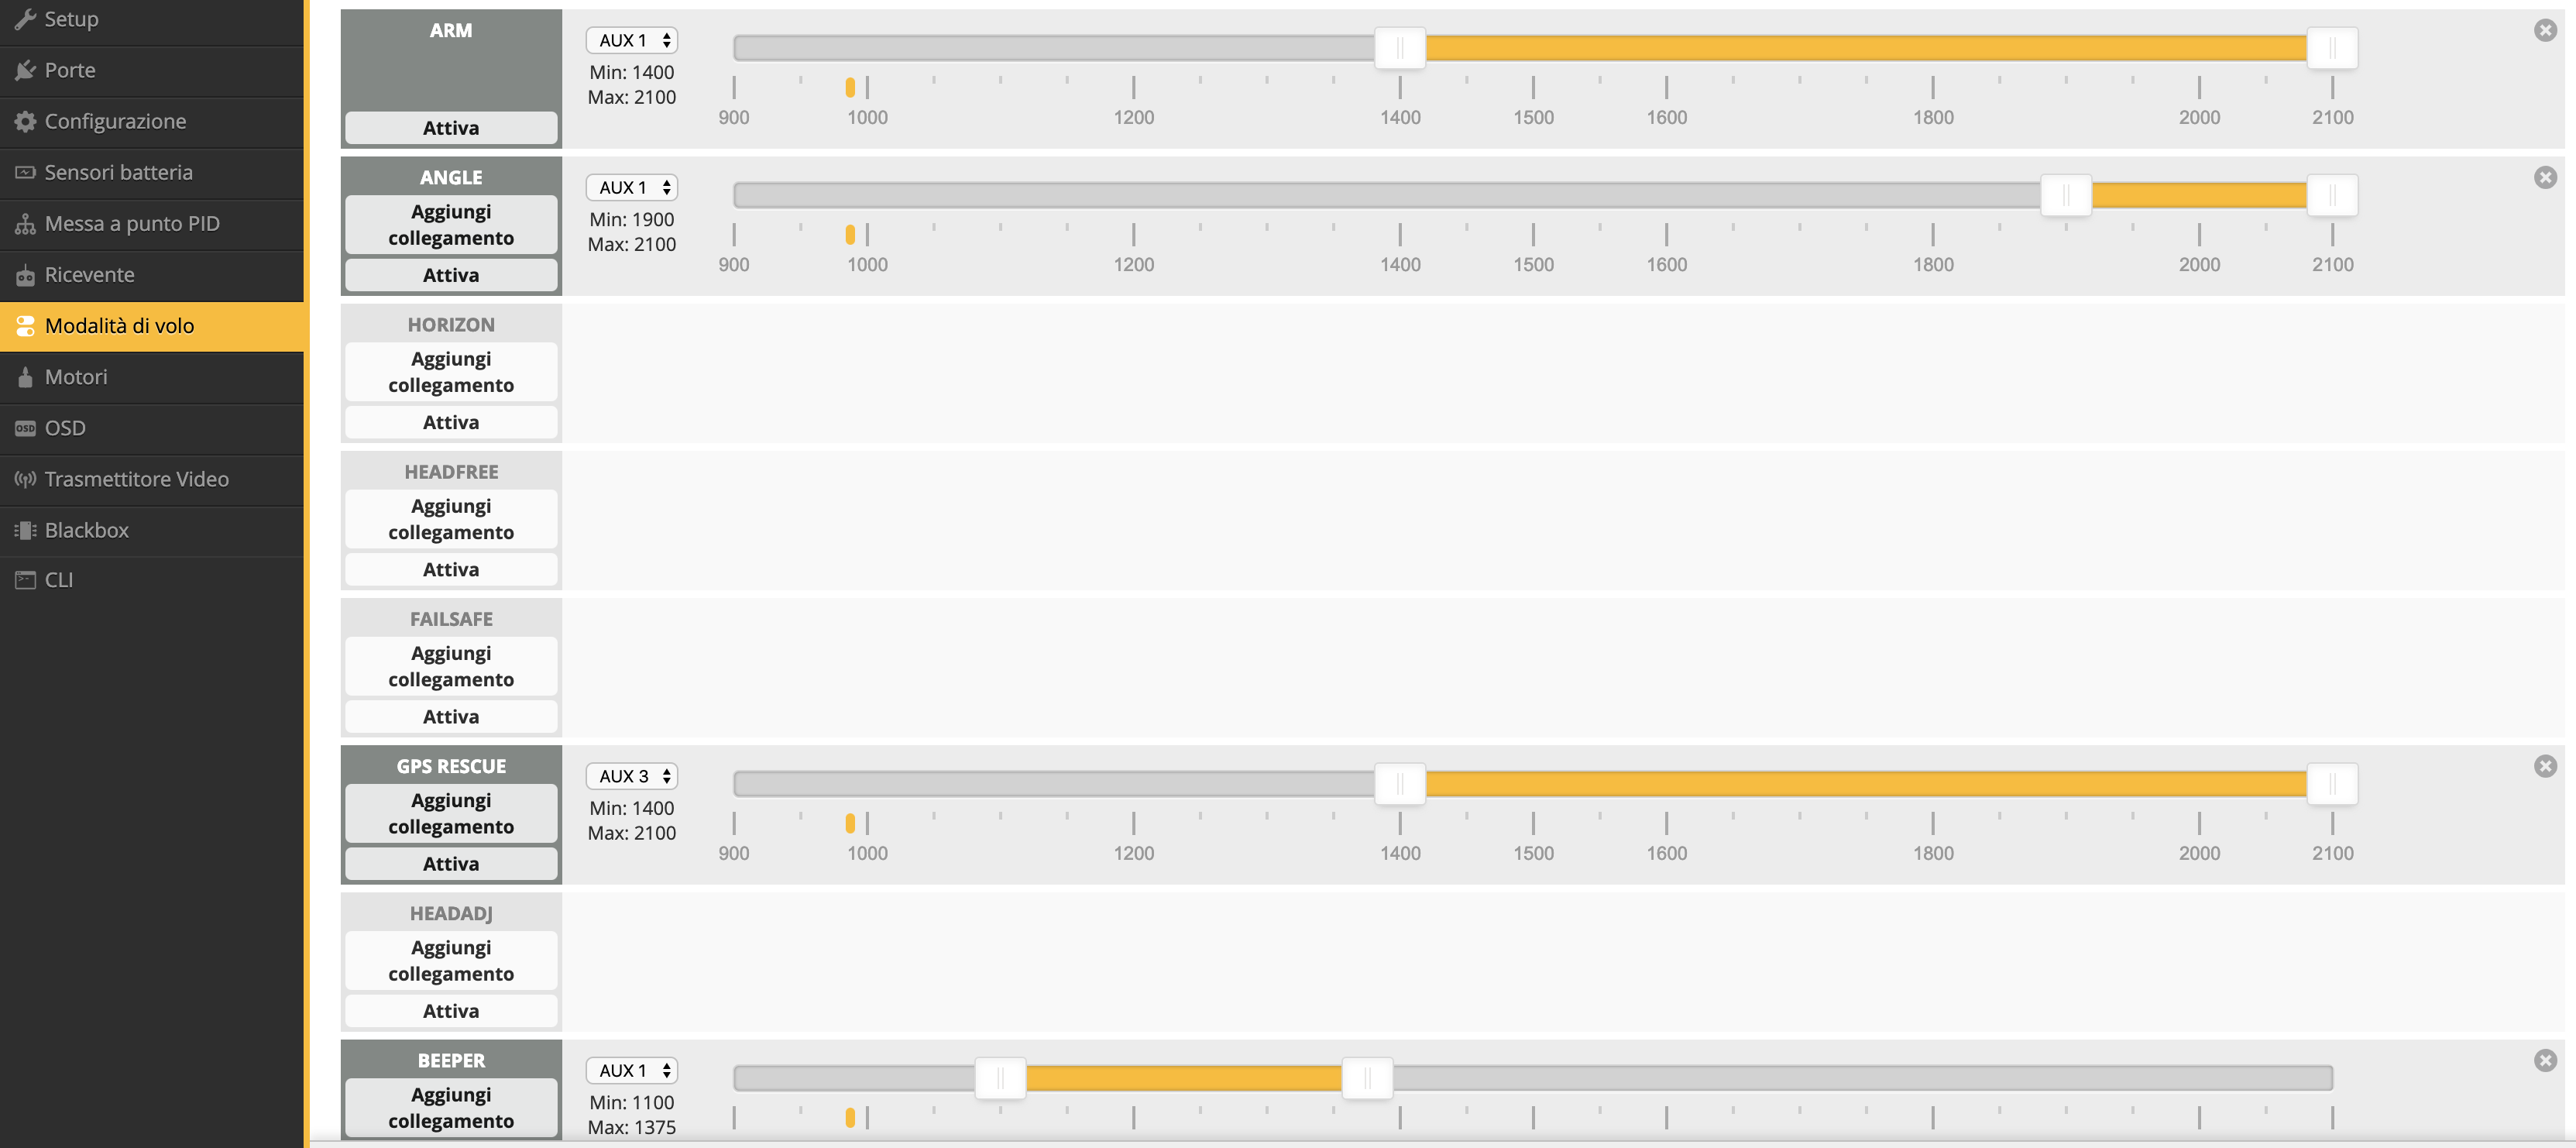 Setup
Porte
Configurazione
Sensori batteria
Messa a punto PID
Ricevente
Modalità di volo
Motori
OSD
OSD
Trasmettitore Video
Blackbox
CLI
ARM
Attiva
AUX 1
Min: 1400
Max: 2100
900 1000 1200 1400 1500 1600 1800 2000 2100
ANGLE
Aggiungi
collegamento
Attiva
AUX 1
Min: 1900
Max: 2100
900 1000 1200 1400 1500 1600 1800 2000 2100
HORIZON
Aggiungi
collegamento
Attiva
HEADFREE
Aggiungi
collegamento
Attiva
FAILSAFE
Aggiungi
collegamento
Attiva
GPS RESCUE
Aggiungi
collegamento
Attiva
AUX 3
Min: 1400
Max: 2100
900 1000 1200 1400 1500 1600 1800 2000 2100
HEADADJ
Aggiungi
collegamento
Attiva
BEEPER
Aggiungi
collegamento
AUX 1
Min: 1100
Max: 1375